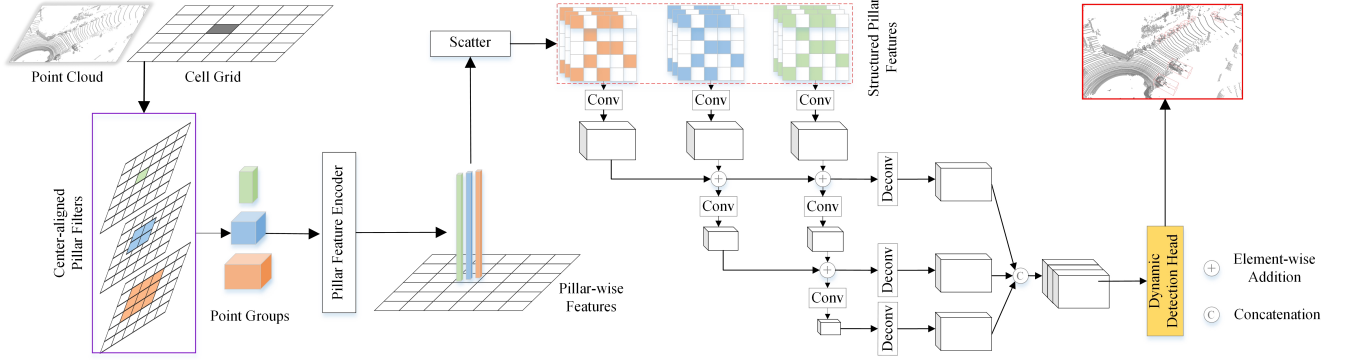 Point Cloud
Cell Grid
Center-aligned
Pillar Filters
Point Groups
Pillar Feature Encoder
Pillar-wise
Features
Scatter
Structured Pillar
Features
Conv
Conv
Conv
+
+
Conv
Conv
+
Conv
Deconv
Deconv
Deconv
C
Dynamic
Detection Head
+
Element-wise
Addition
C
Concatenation